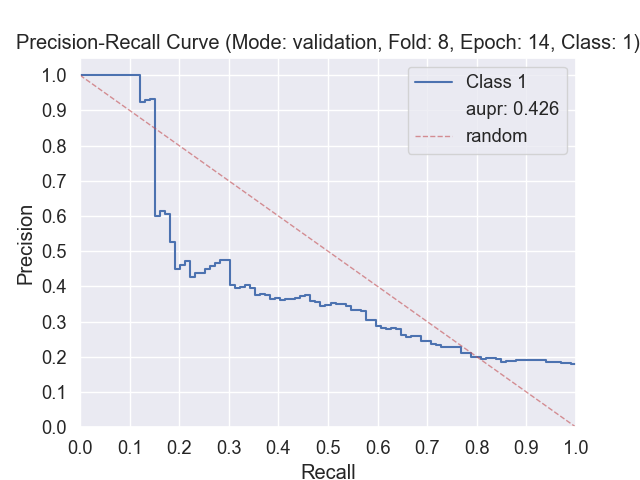 Precision-Recall Curve (Mode: validation, Fold: 8, Epoch: 14, Class: 1)
1.0
0.9
0.8
0.7
0.6
0.5
0.4
0.3
0.2
0.1
0.0
Precision
Class 1
aupr: 0.426
random
0.0 0.1 0.2 0.3 0.4 0.5 0.6 0.7 0.8 0.9 1.0
Recall